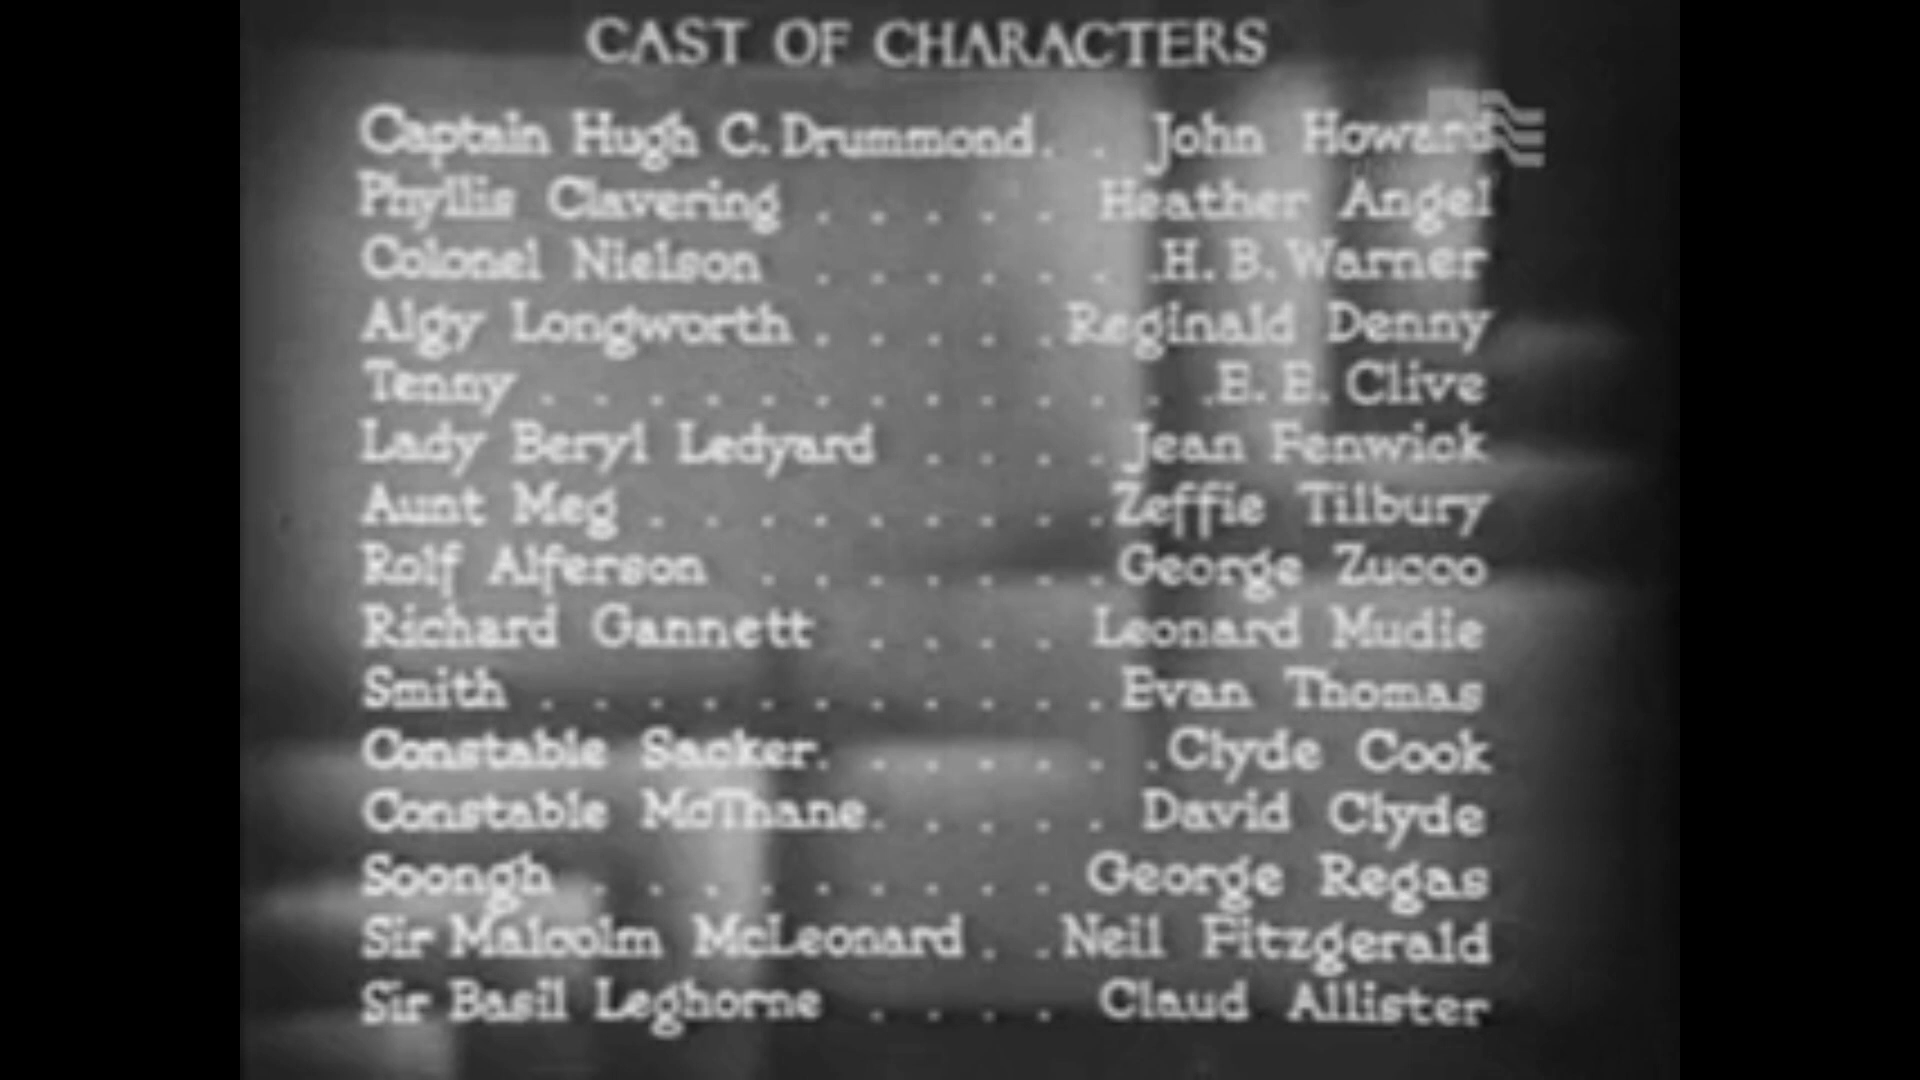 CAST OF CHARACTERS
Captain Hugh C. Drummond. . John Howard
Phyllis Clavering . . . . . Heather Angel
Colonel Nielson . . . . . . .H. B. Warner
Algy Longworth . . . . .Reginald Denny
Tenny . . . . . . . . . . . . .E. E. Clive
Lady Beryl Ledyard . . . . Jean Fenwick
Aunt Meg . . . . . . . . .Zeffie Tilbury
Rolf Alferson . . . . . . .George Zucco
Richard Gannett . . . . Leonard Mudie
Smith . . . . . . . . . . .Evan Thomas
Constable Sacker. . . . . . .Clyde Cook
Constable McThane. . . . . David Clyde
Soongh . . . . . . . . . George Regas
Sir Malcolm McLeonard . .Neil Fitzgerald
Sir Basil Leghorne . . . . Claud Allister